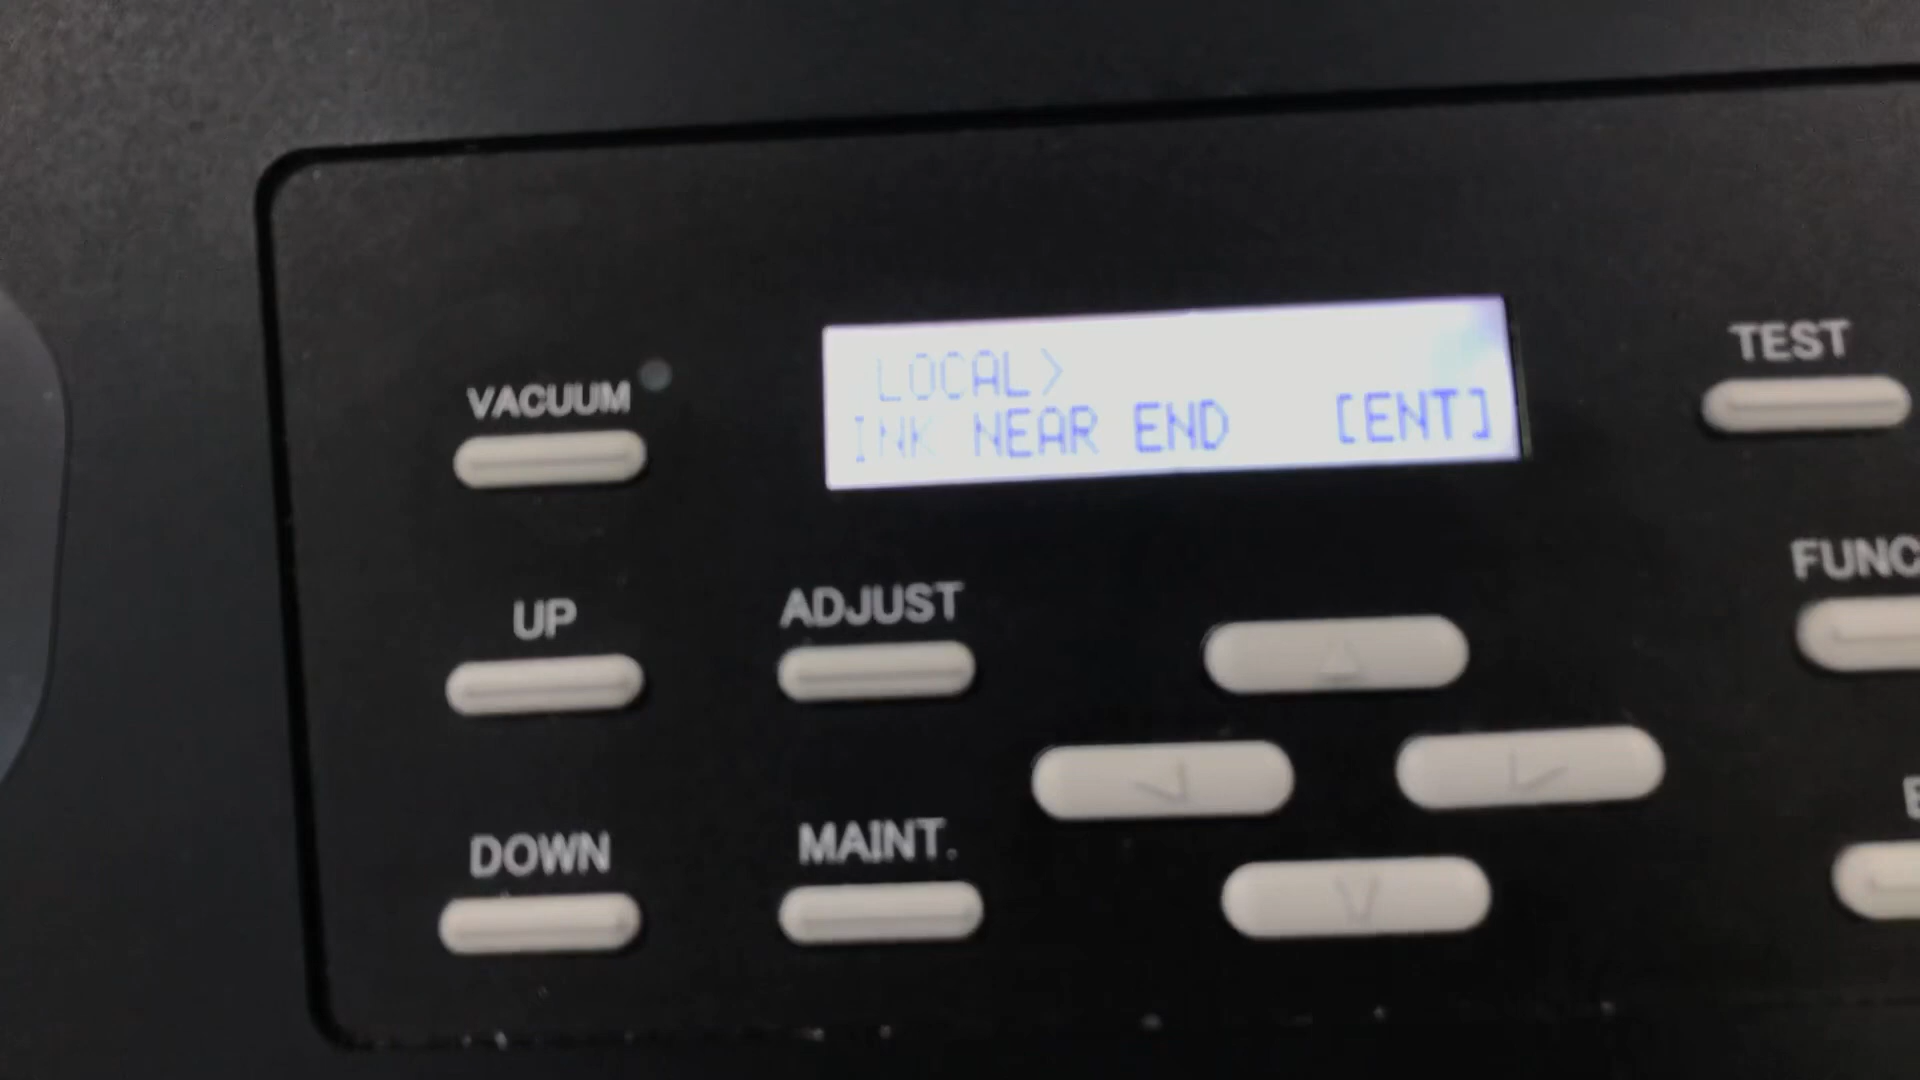 LOCAL>
INK NEAR END [ENT]
VACUUM
TEST
FUNC
UP
ADJUST
DOWN
MAINT.